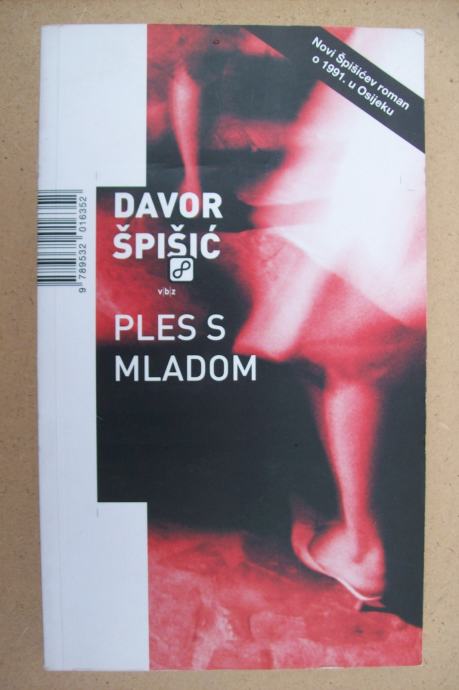 Novi Špišićev roman
o 1991. u Osijeku
DAVOR
ŠPIŠIĆ
v|b|z
PLES S
MLADOM
9 789532 016352